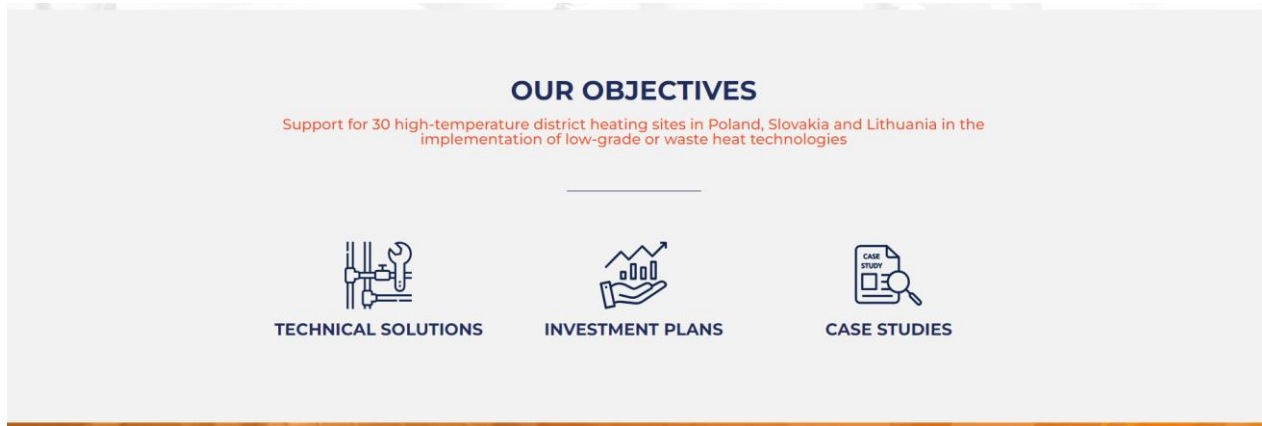 OUR OBJECTIVES
Support for 30 high-temperature district heating sites in Poland, Slovakia and Lithuania in the
implementation of low-grade or waste heat technologies
CASE
STUDY
TECHNICAL SOLUTIONS
INVESTMENT PLANS
CASE STUDIES